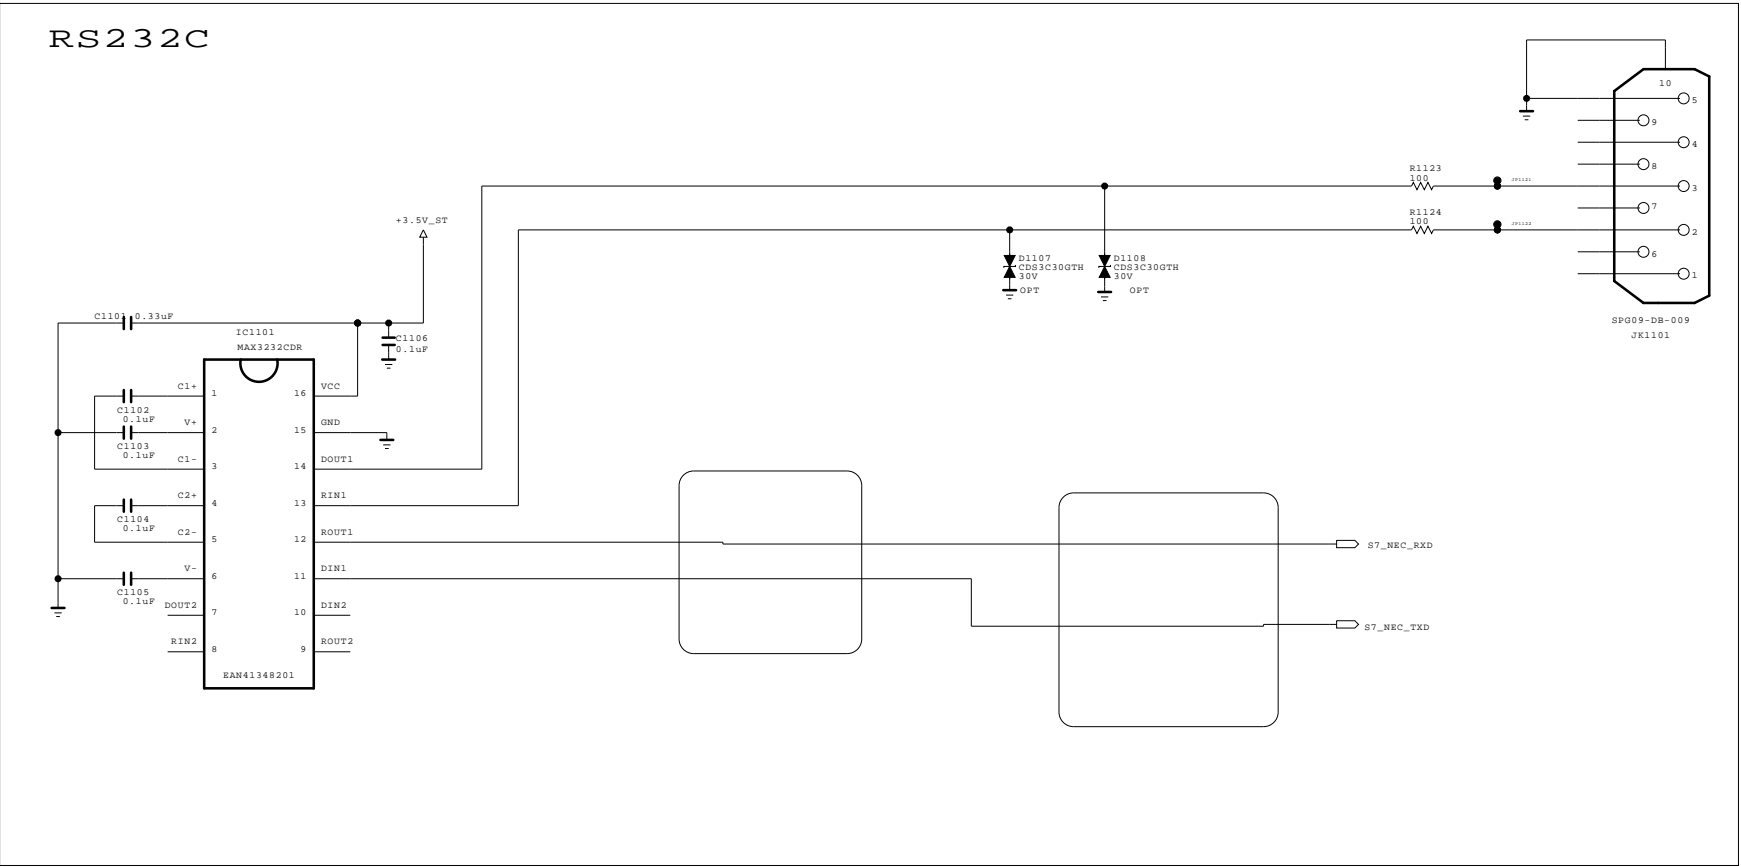 RS232C
10
5
9
4
8
3
7
2
6
1
SPG09-DB-009
JK1101
R1123
100
JP1121
R1124
100
JP1122
+3.5V_ST
D1107
CDS3C30GTH
30V
OPT
D1108
CDS3C30GTH
30V
OPT
C1101 0.33uF
C1106
0.1uF
IC1101
MAX3232CDR
C1+ 1 16 VCC
C1102
0.1uF
V+ 2 15 GND
C1103
0.1uF
C1- 3 14 DOUT1
C2+ 4 13 RIN1
C1104
0.1uF
C2- 5 12 ROUT1
V- 6 11 DIN1
C1105
0.1uF
DOUT2 7 10 DIN2
RIN2 8 9 ROUT2
EAN41348201
S7_NEC_RXD
S7_NEC_TXD